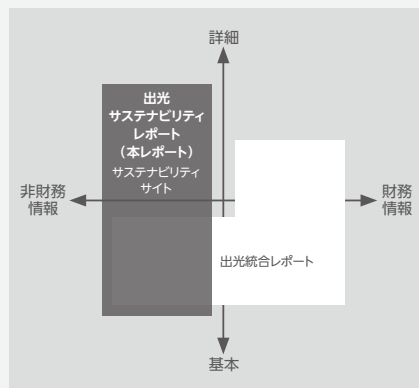 詳細
出光
サステナビリティ
レポート
（本レポート）
サステナビリティ
サイト
非財務
情報
財務
情報
出光統合レポート
基本